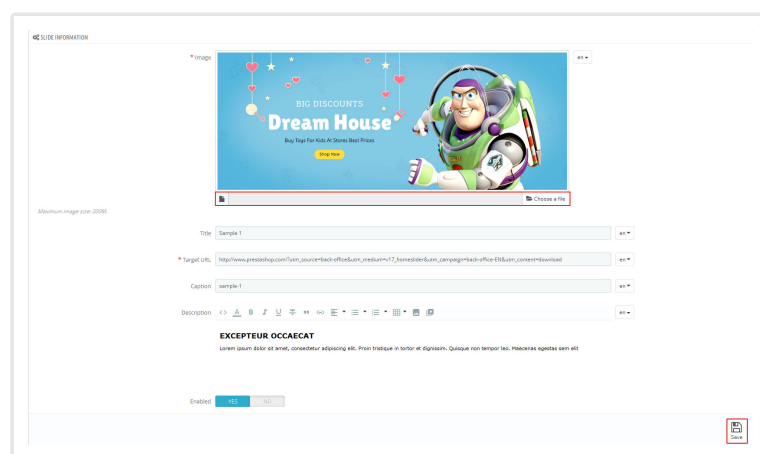 SLIDE INFORMATION
* Image
en
BIG DISCOUNTS
Dream House
Buy Toys For Kids At Stores Best Prices
Shop Now
Choose a file
Maximum image size: 200M.
Title
Sample 1
en
* Target URL
http://www.prestashop.com/?utm_source=back-office&utm_medium=v17_homeslider&utm_campaign=back-office-EN&utm_content=download
en
Caption
sample-1
en
Description
A B I U
en
EXCEPTEUR OCCAECAT
Lorem ipsum dolor sit amet, consectetur adipiscing elit. Proin tristique in tortor et dignissim. Quisque non tempor leo. Maecenas egestas sem elit
Enabled
YES NO
Save